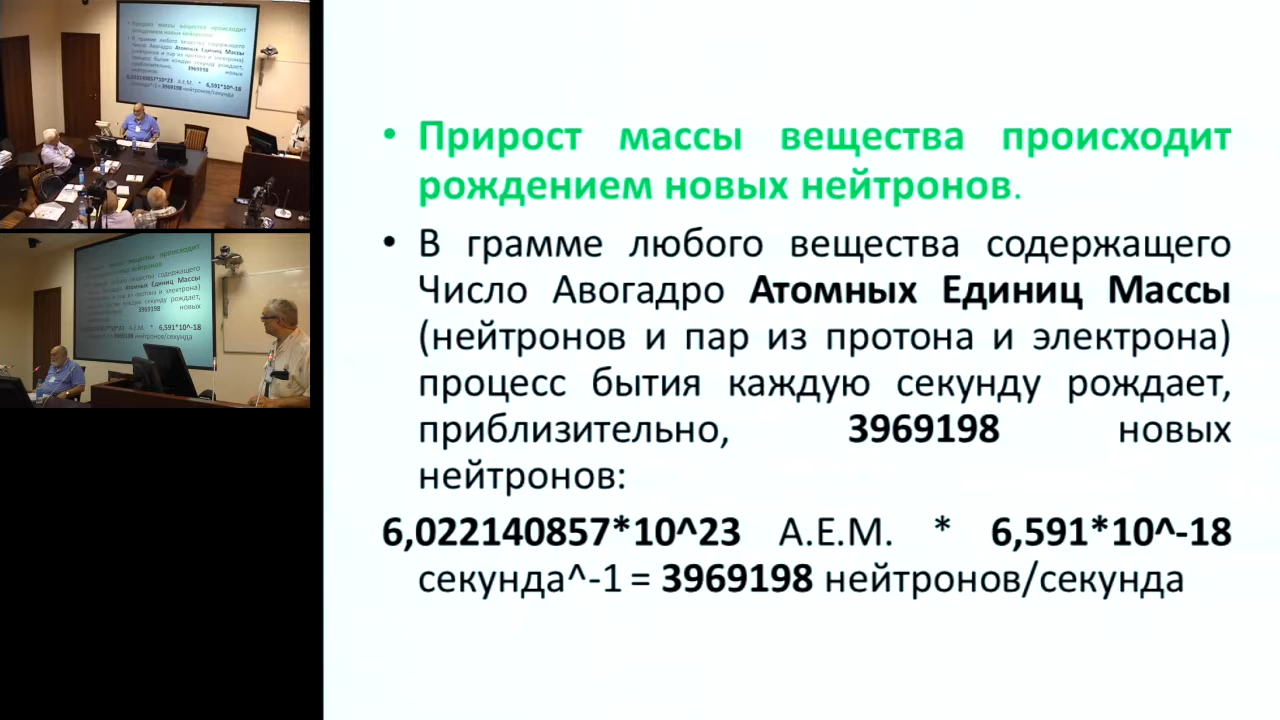 Прирост массы вещества происходит
рождением новых нейтронов.
В грамме любого вещества содержащего
Число Авогадро Атомных Единиц Массы
(нейтронов и пар из протона и электрона)
процесс бытия каждую секунду рождает,
приблизительно, 3969198 новых
нейтронов:
6,022140857*10^23 А.Е.М. * 6,591*10^-18
секунда^-1 = 3969198 нейтронов/секунда